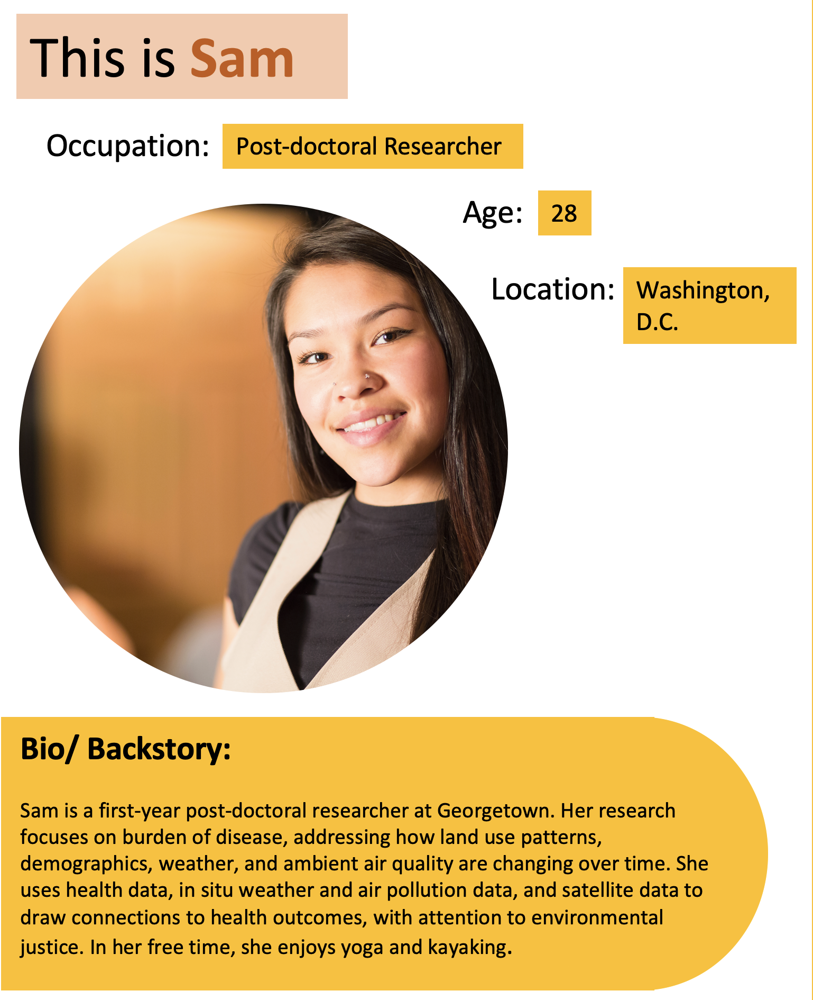 This is Sam
Occupation: Post-doctoral Researcher
Age: 28
Location: Washington,
D.C.
Bio/ Backstory:
Sam is a first-year post-doctoral researcher at Georgetown. Her research
focuses on burden of disease, addressing how land use patterns,
demographics, weather, and ambient air quality are changing over time. She
uses health data, in situ weather and air pollution data, and satellite data to
draw connections to health outcomes, with attention to environmental
justice. In her free time, she enjoys yoga and kayaking.